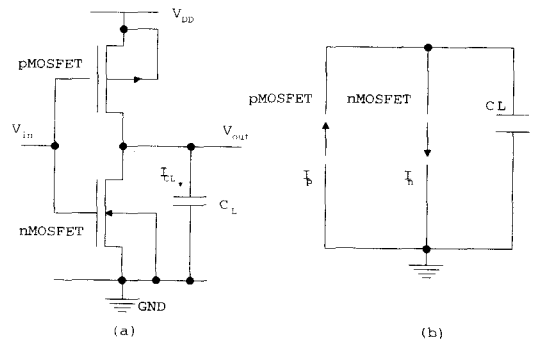 V_DD
pMOSFET
V_in
V_out
I_CL
C_L
nMOSFET
GND
(a)
pMOSFET
nMOSFET
CL
I_p
I_n
(b)